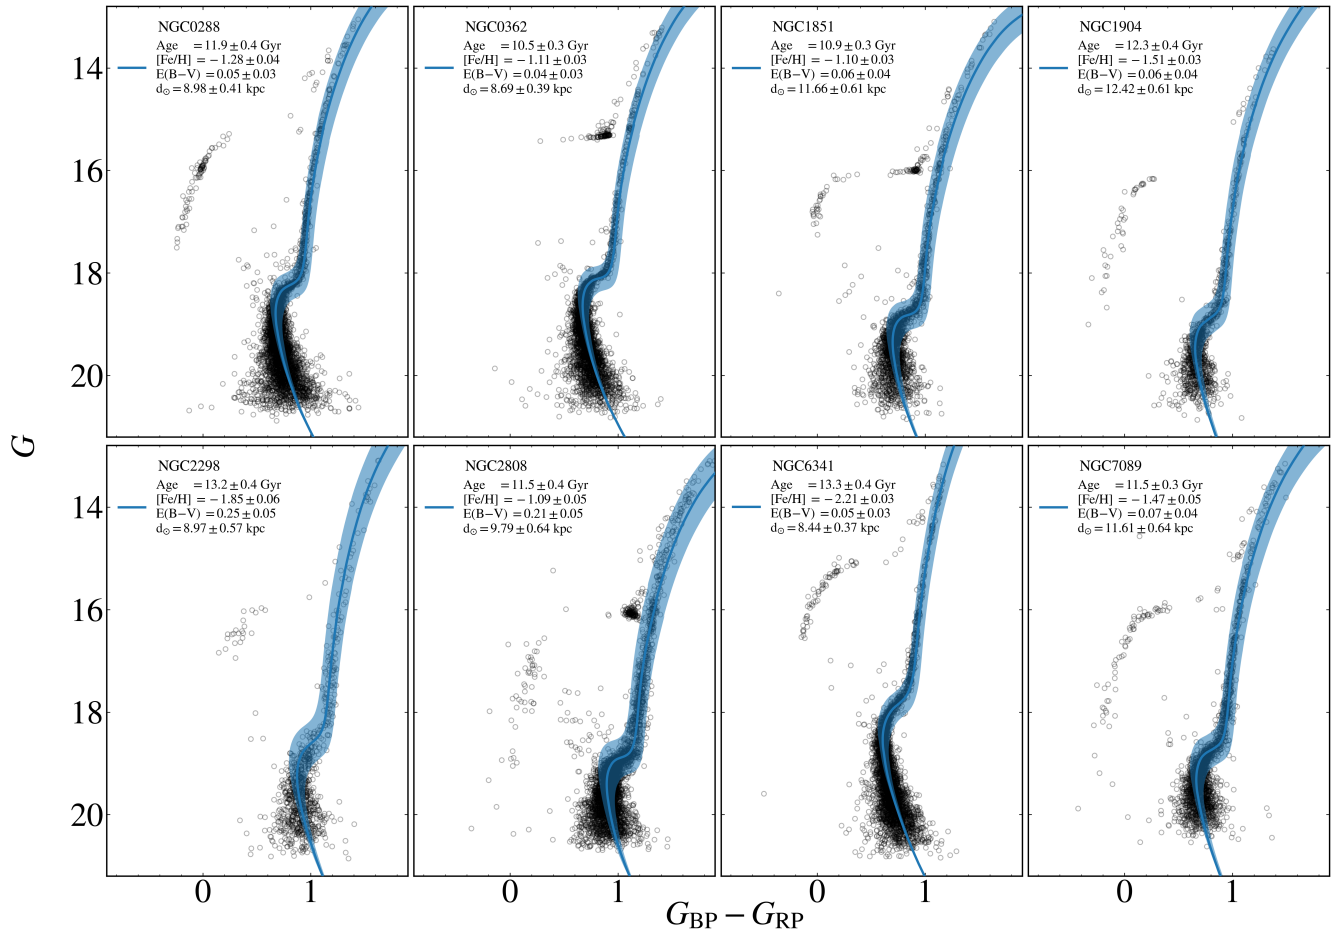 NGC0288
Age = 11.9 ± 0.4 Gyr
[Fe/H] = −1.28 ± 0.04
E(B−V) = 0.05 ± 0.03
d⊙ = 8.98 ± 0.41 kpc
NGC0362
Age = 10.5 ± 0.3 Gyr
[Fe/H] = −1.11 ± 0.03
E(B−V) = 0.04 ± 0.03
d⊙ = 8.69 ± 0.39 kpc
NGC1851
Age = 10.9 ± 0.3 Gyr
[Fe/H] = −1.10 ± 0.03
E(B−V) = 0.06 ± 0.04
d⊙ = 11.66 ± 0.61 kpc
NGC1904
Age = 12.3 ± 0.4 Gyr
[Fe/H] = −1.51 ± 0.03
E(B−V) = 0.06 ± 0.04
d⊙ = 12.42 ± 0.61 kpc
14
16
18
20
NGC2298
Age = 13.2 ± 0.4 Gyr
[Fe/H] = −1.85 ± 0.06
E(B−V) = 0.25 ± 0.05
d⊙ = 8.97 ± 0.57 kpc
NGC2808
Age = 11.5 ± 0.4 Gyr
[Fe/H] = −1.09 ± 0.05
E(B−V) = 0.21 ± 0.05
d⊙ = 9.79 ± 0.64 kpc
NGC6341
Age = 13.3 ± 0.4 Gyr
[Fe/H] = −2.21 ± 0.03
E(B−V) = 0.05 ± 0.03
d⊙ = 8.44 ± 0.37 kpc
NGC7089
Age = 11.5 ± 0.3 Gyr
[Fe/H] = −1.47 ± 0.05
E(B−V) = 0.07 ± 0.04
d⊙ = 11.61 ± 0.64 kpc
14
16
18
20
G
0 1 0 1 0 1 0 1
G_BP − G_RP